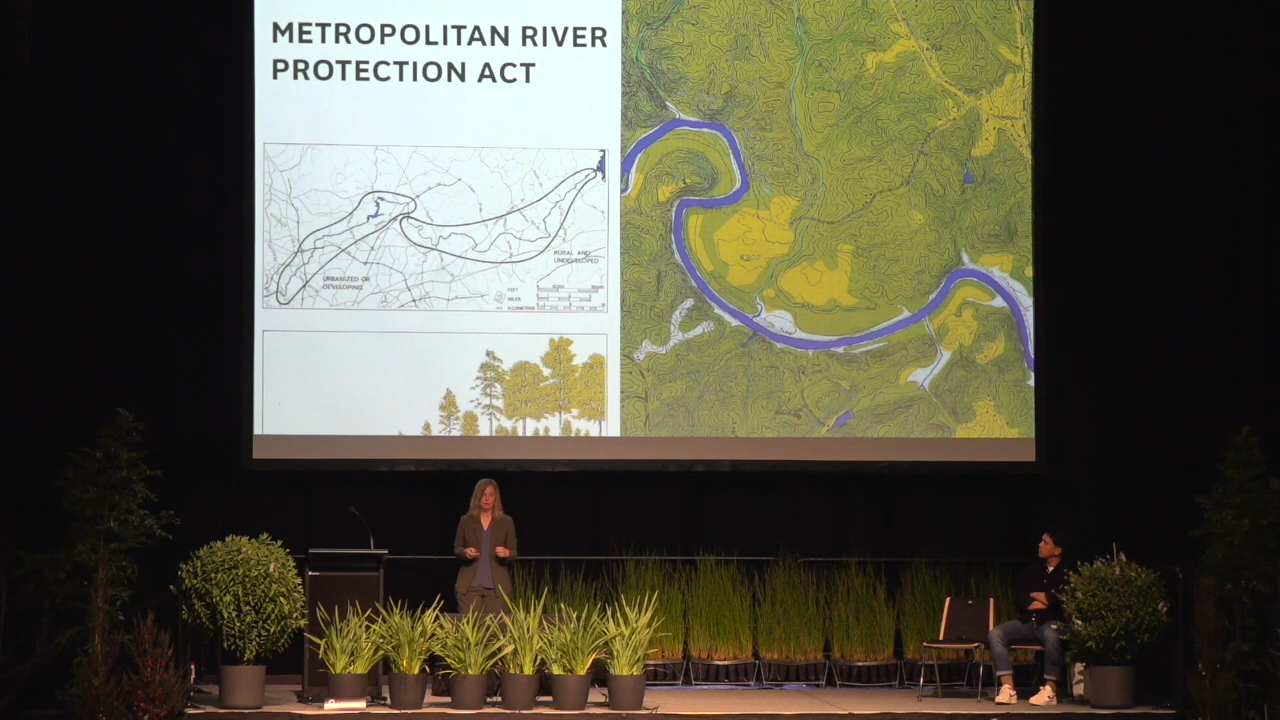 METROPOLITAN RIVER
PROTECTION ACT
RURAL AND
UNDEVELOPED
URBANIZED OR
DEVELOPING
FEET
MILES
KILOMETERS